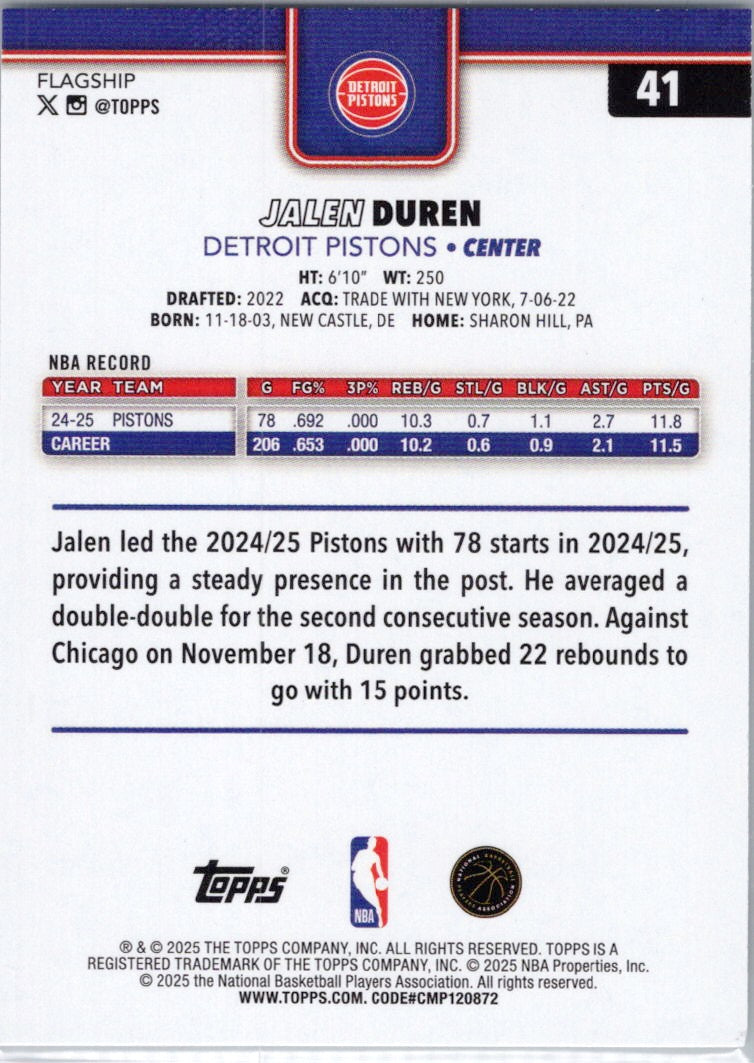 FLAGSHIP
X @TOPPS
DETROIT
PISTONS
41
JALEN DUREN
DETROIT PISTONS • CENTER
HT: 6'10" WT: 250
DRAFTED: 2022 ACQ: TRADE WITH NEW YORK, 7-06-22
BORN: 11-18-03, NEW CASTLE, DE HOME: SHARON HILL, PA
NBA RECORD
YEAR TEAM G FG% 3P% REB/G STL/G BLK/G AST/G PTS/G
24-25 PISTONS 78 .692 .000 10.3 0.7 1.1 2.7 11.8
CAREER 206 .653 .000 10.2 0.6 0.9 2.1 11.5
Jalen led the 2024/25 Pistons with 78 starts in 2024/25,
providing a steady presence in the post. He averaged a
double-double for the second consecutive season. Against
Chicago on November 18, Duren grabbed 22 rebounds to
go with 15 points.
Topps®
NBA
NATIONAL BASKETBALL PLAYERS ASSOCIATION
® & © 2025 THE TOPPS COMPANY, INC. ALL RIGHTS RESERVED. TOPPS IS A
REGISTERED TRADEMARK OF THE TOPPS COMPANY, INC. © 2025 NBA Properties, Inc.
© 2025 the National Basketball Players Association. All rights reserved.
WWW.TOPPS.COM. CODE#CMP120872